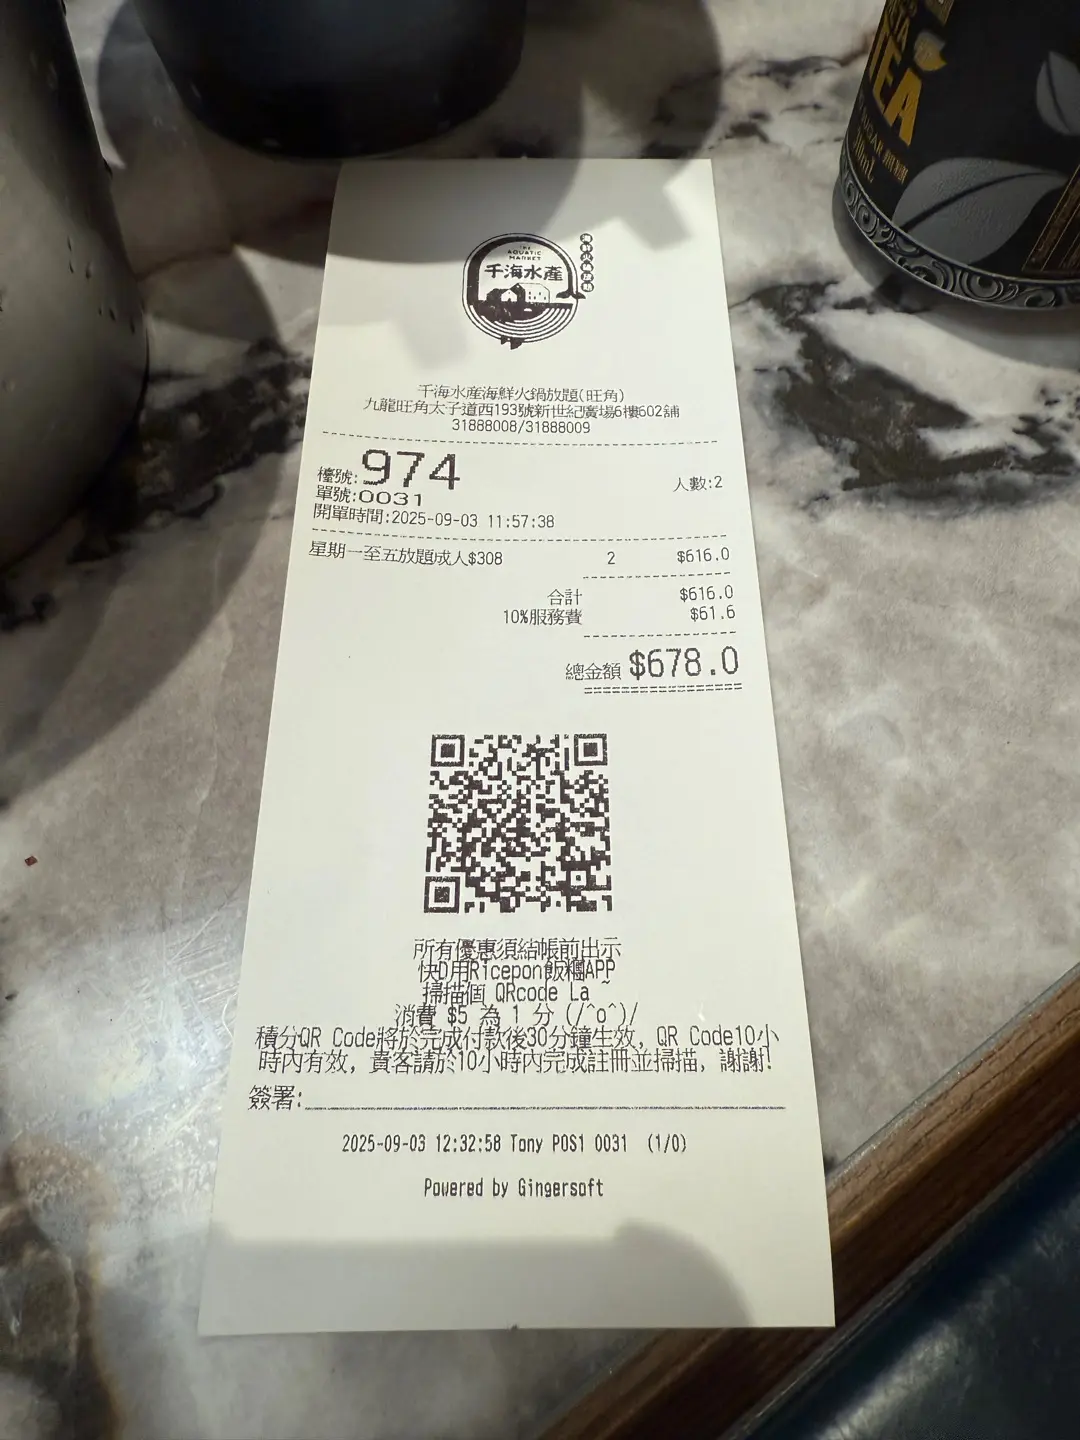 THE
AQUATIC
MARKET
千海水產
千海水產海鮮火鍋放題(旺角)
九龍旺角太子道西193號新世紀廣場6樓602舖
31888008/31888009
檯號:974
人數:2
單號:0031
開單時間:2025-09-03 11:57:38
星期一至五放題成人$308 2 $616.0
合計 $616.0
10%服務費 $61.6
總金額 $678.0
所有優惠須結帳前出示
快D用Ricepon飯糰APP
掃描個 QRcode La ~
消費 $5 為 1 分 (/^o^)/
積分QR Code將於完成付款後30分鐘生效, QR Code10小
時內有效, 貴客請於10小時內完成註冊並掃描, 謝謝!
簽署:
2025-09-03 12:32:58 Tony POS1 0031 (1/0)
Powered by Gingersoft
TEA